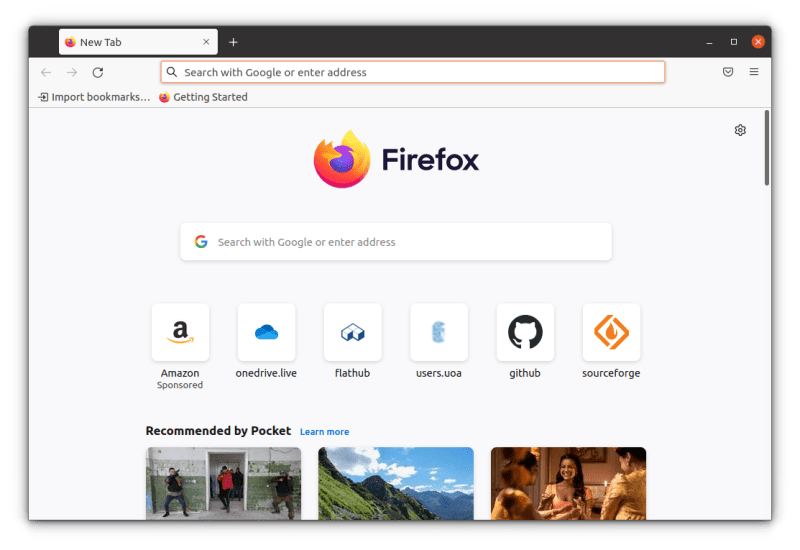 New Tab
Search with Google or enter address
Import bookmarks... Getting Started
Firefox
Search with Google or enter address
a
Amazon onedrive.live flathub users.uoa github sourceforge
Sponsored
Recommended by Pocket Learn more